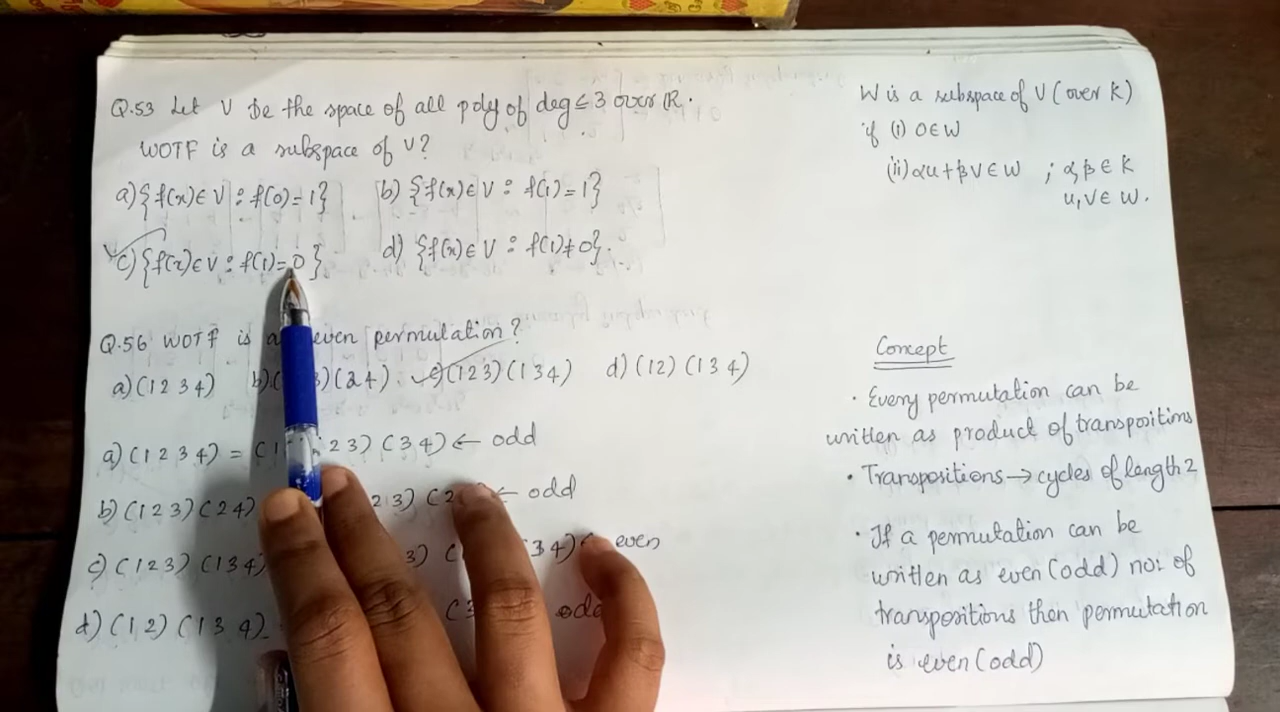 Q.53 Let V be the space of all poly of deg ≤ 3 over ℝ.
WOTF is a subspace of V?
a) {f(x) ∈ V : f(0) = 1} b) {f(x) ∈ V : f(1) = 1}
c) {f(x) ∈ V : f(1) = 0} d) {f(x) ∈ V : f(1) ≠ 0}.
W is a subspace of V (over K)
if (i) 0 ∈ W
(ii) αu + βv ∈ W ; α, β ∈ K
u, v ∈ W.
Q.56 WOTF is even permutation?
a) (1 2 3 4) b) 3) (2 4) c) (1 2 3) (1 3 4) d) (1 2) (1 3 4)
a) (1 2 3 4) = 2 3) (3 4) ← odd
b) (1 2 3) (2 4) 2 3) ← odd
c) (1 2 3) (1 3 4) 3) 3 4) ← even
d) (1 2) (1 3 4) odd
Concept
· Every permutation can be
written as product of transpositions
· Transpositions → cycles of length 2
· If a permutation can be
written as even (odd) no: of
transpositions then permutation
is even (odd)